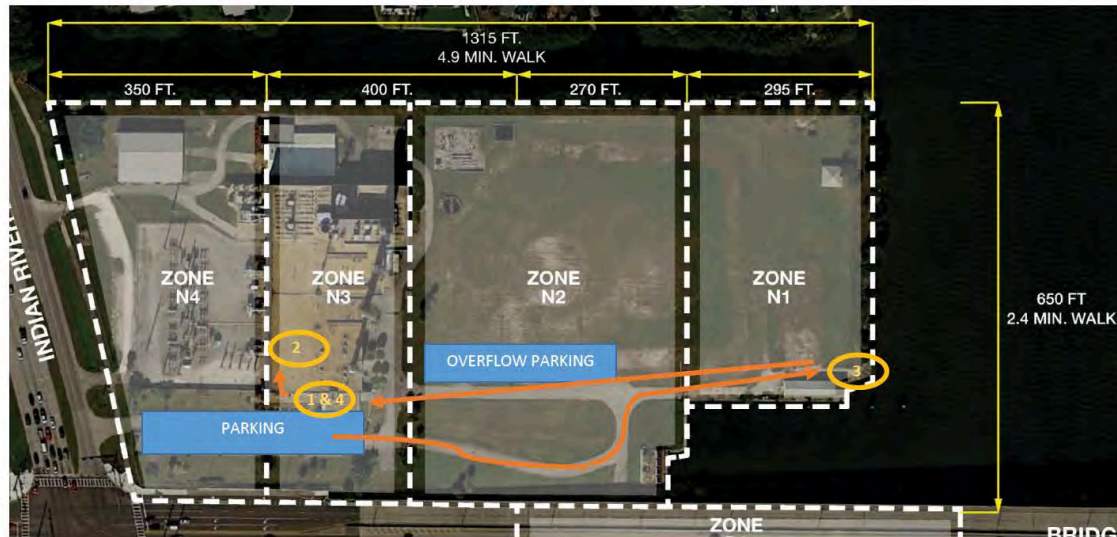 1315 FT.
4.9 MIN. WALK
350 FT.
400 FT.
270 FT.
295 FT.
ZONE
N4
ZONE
N3
ZONE
N2
ZONE
N1
650 FT
2.4 MIN. WALK
INDIAN RIVER
2
OVERFLOW PARKING
3
1 & 4
PARKING
ZONE
BRIDG